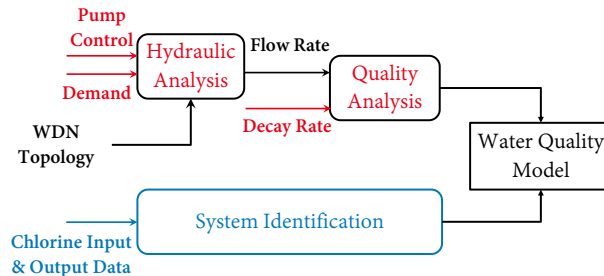 Pump
Control
Hydraulic
Analysis
Demand
Flow Rate
Quality
Analysis
Decay Rate
WDN
Topology
Water Quality
Model
System Identification
Chlorine Input
& Output Data